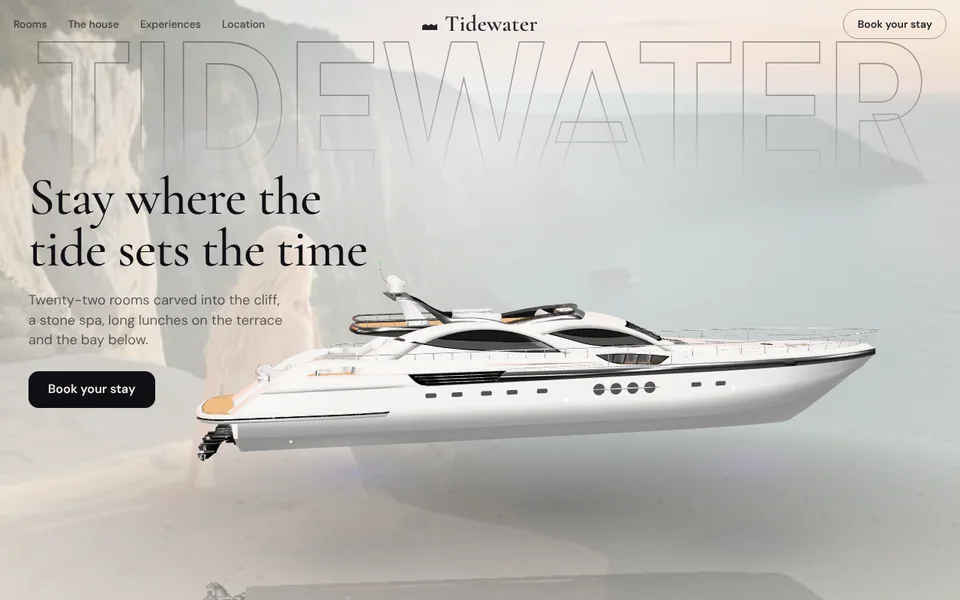 Rooms
The house
Experiences
Location
Tidewater
Book your stay
TIDEWATER
Stay where the
tide sets the time
Twenty-two rooms carved into the cliff,
a stone spa, long lunches on the terrace
and the bay below.
Book your stay